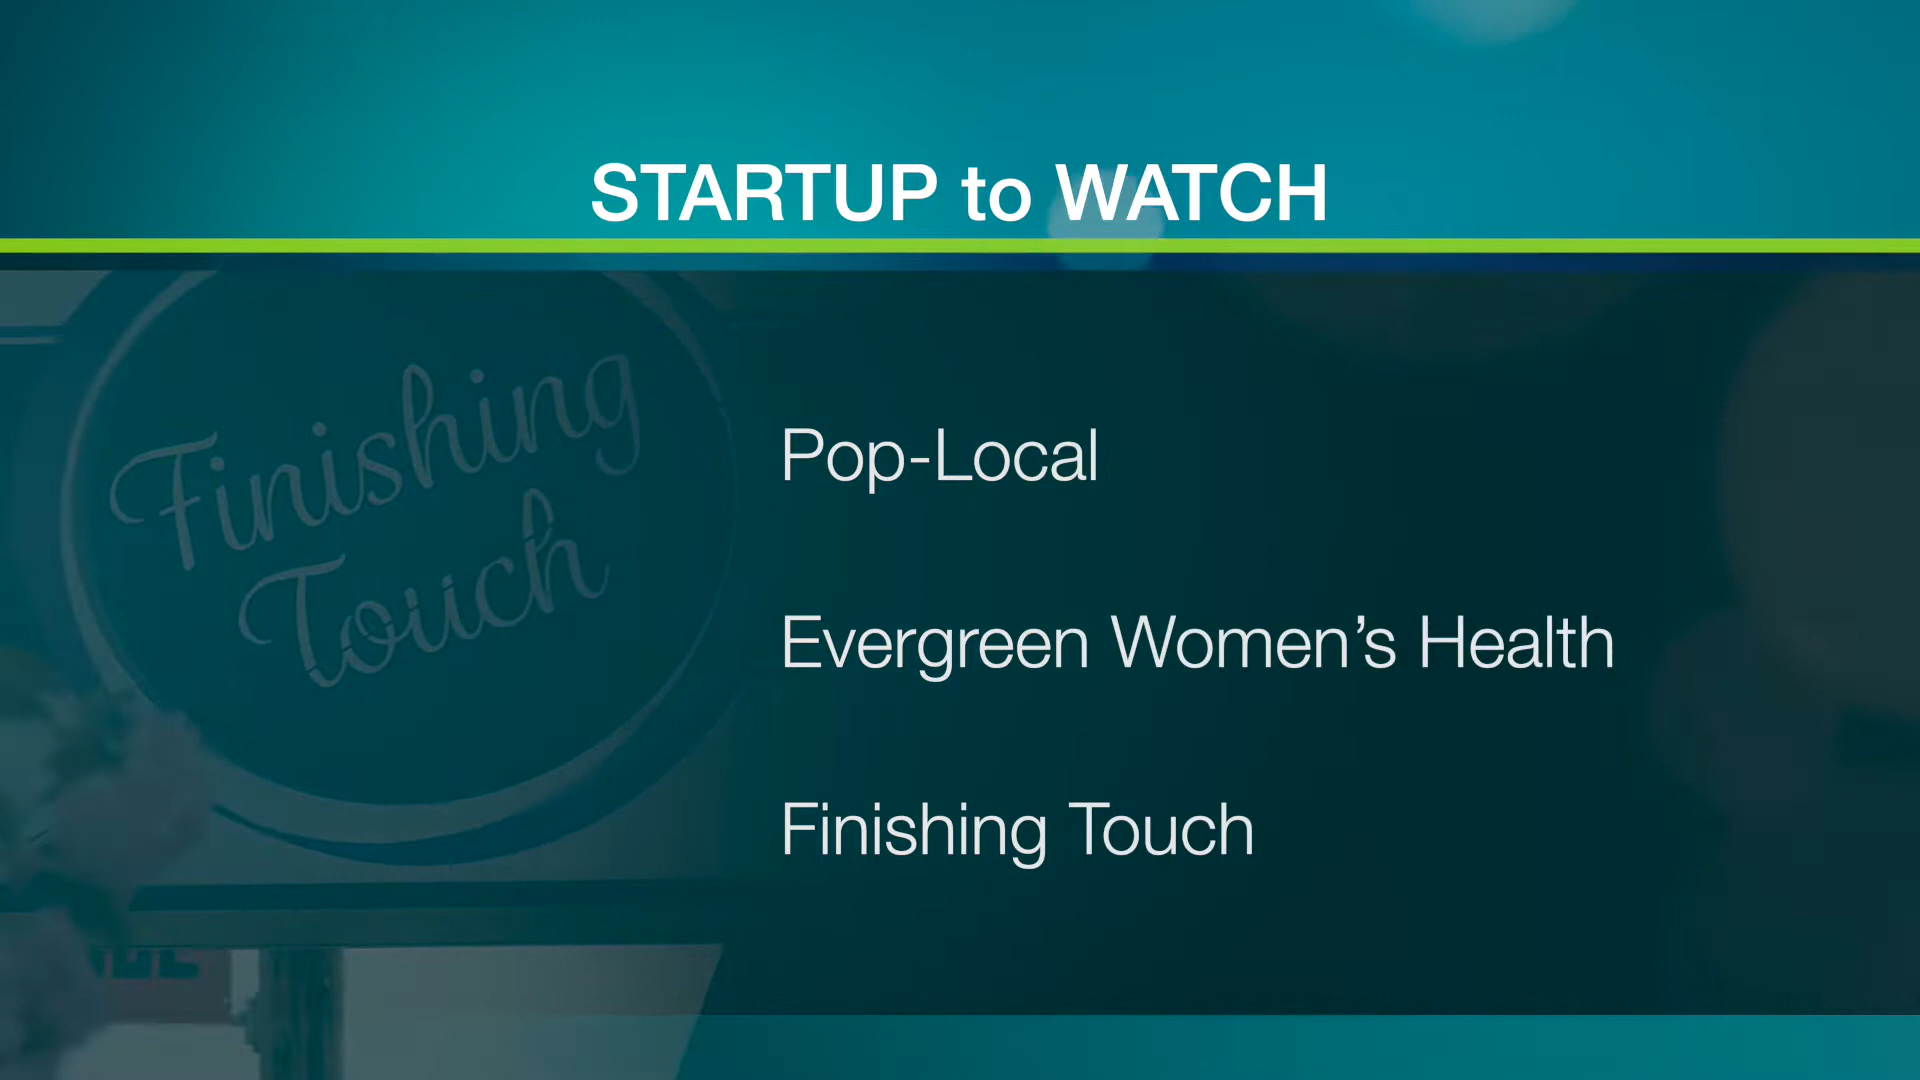 STARTUP to WATCH
Finishing
Touch
Pop-Local
Evergreen Women’s Health
Finishing Touch